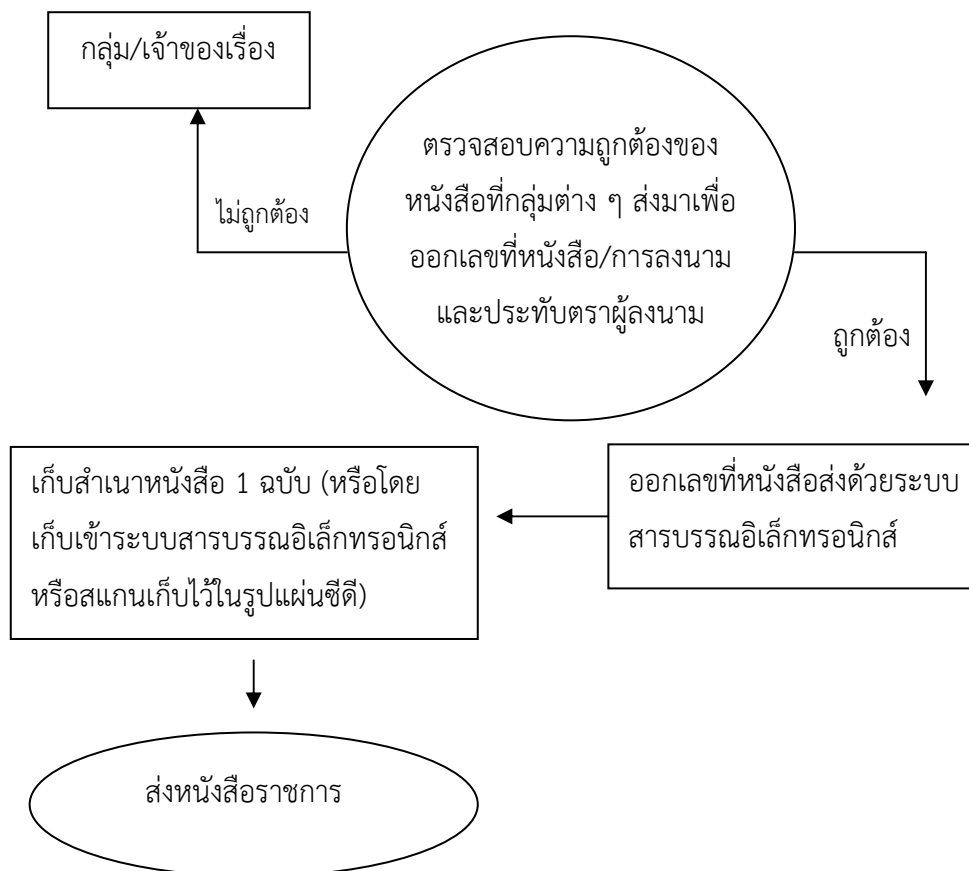 กลุ่ม/เจ้าของเรื่อง
ตรวจสอบความถูกต้องของ
หนังสือที่กลุ่มต่าง ๆ ส่งมาเพื่อ
ออกเลขที่หนังสือ/การลงนาม
และประทับตราผู้ลงนาม
ไม่ถูกต้อง
ถูกต้อง
ออกเลขที่หนังสือส่งด้วยระบบ
สารบรรณอิเล็กทรอนิกส์
เก็บสำเนาหนังสือ 1 ฉบับ (หรือโดย
เก็บเข้าระบบสารบรรณอิเล็กทรอนิกส์
หรือสแกนเก็บไว้ในรูปแผ่นซีดี)
ส่งหนังสือราชการ